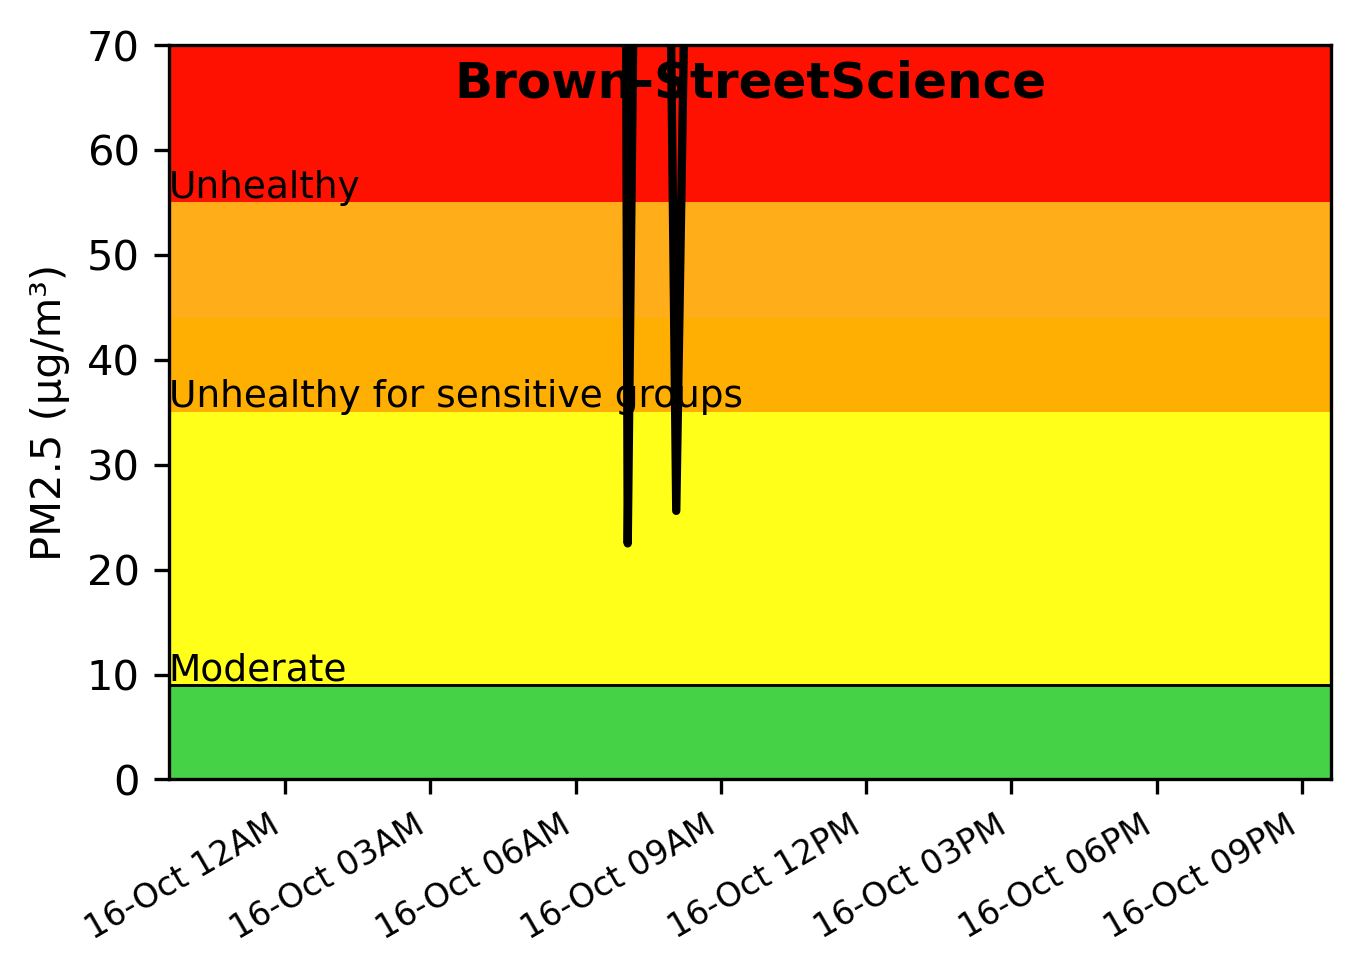 Brown-StreetScience
PM2.5 (µg/m³)
70
60
Unhealthy
50
40
Unhealthy for sensitive groups
30
20
10
Moderate
0
16-Oct 12AM
16-Oct 03AM
16-Oct 06AM
16-Oct 09AM
16-Oct 12PM
16-Oct 03PM
16-Oct 06PM
16-Oct 09PM